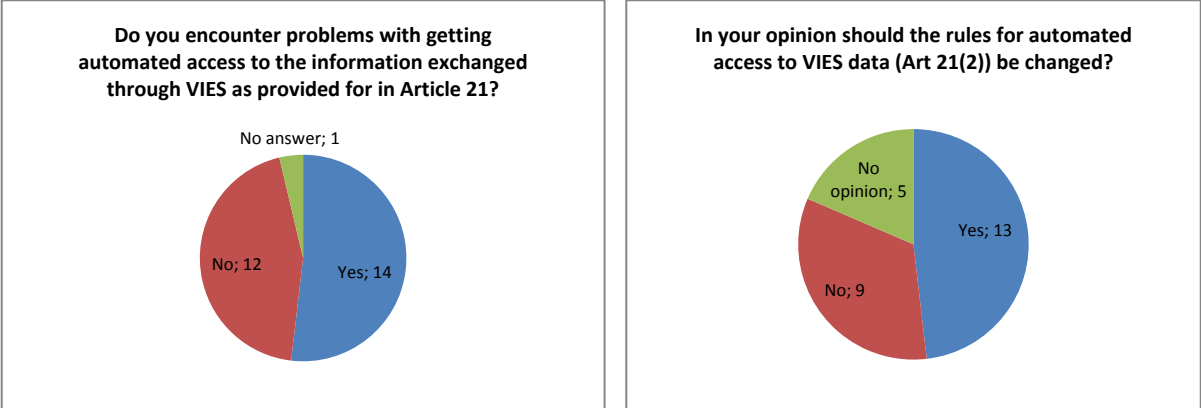 Do you encounter problems with getting
automated access to the information exchanged
through VIES as provided for in Article 21?
No answer; 1
No; 12
Yes; 14
In your opinion should the rules for automated
access to VIES data (Art 21(2)) be changed?
No
opinion; 5
Yes; 13
No; 9